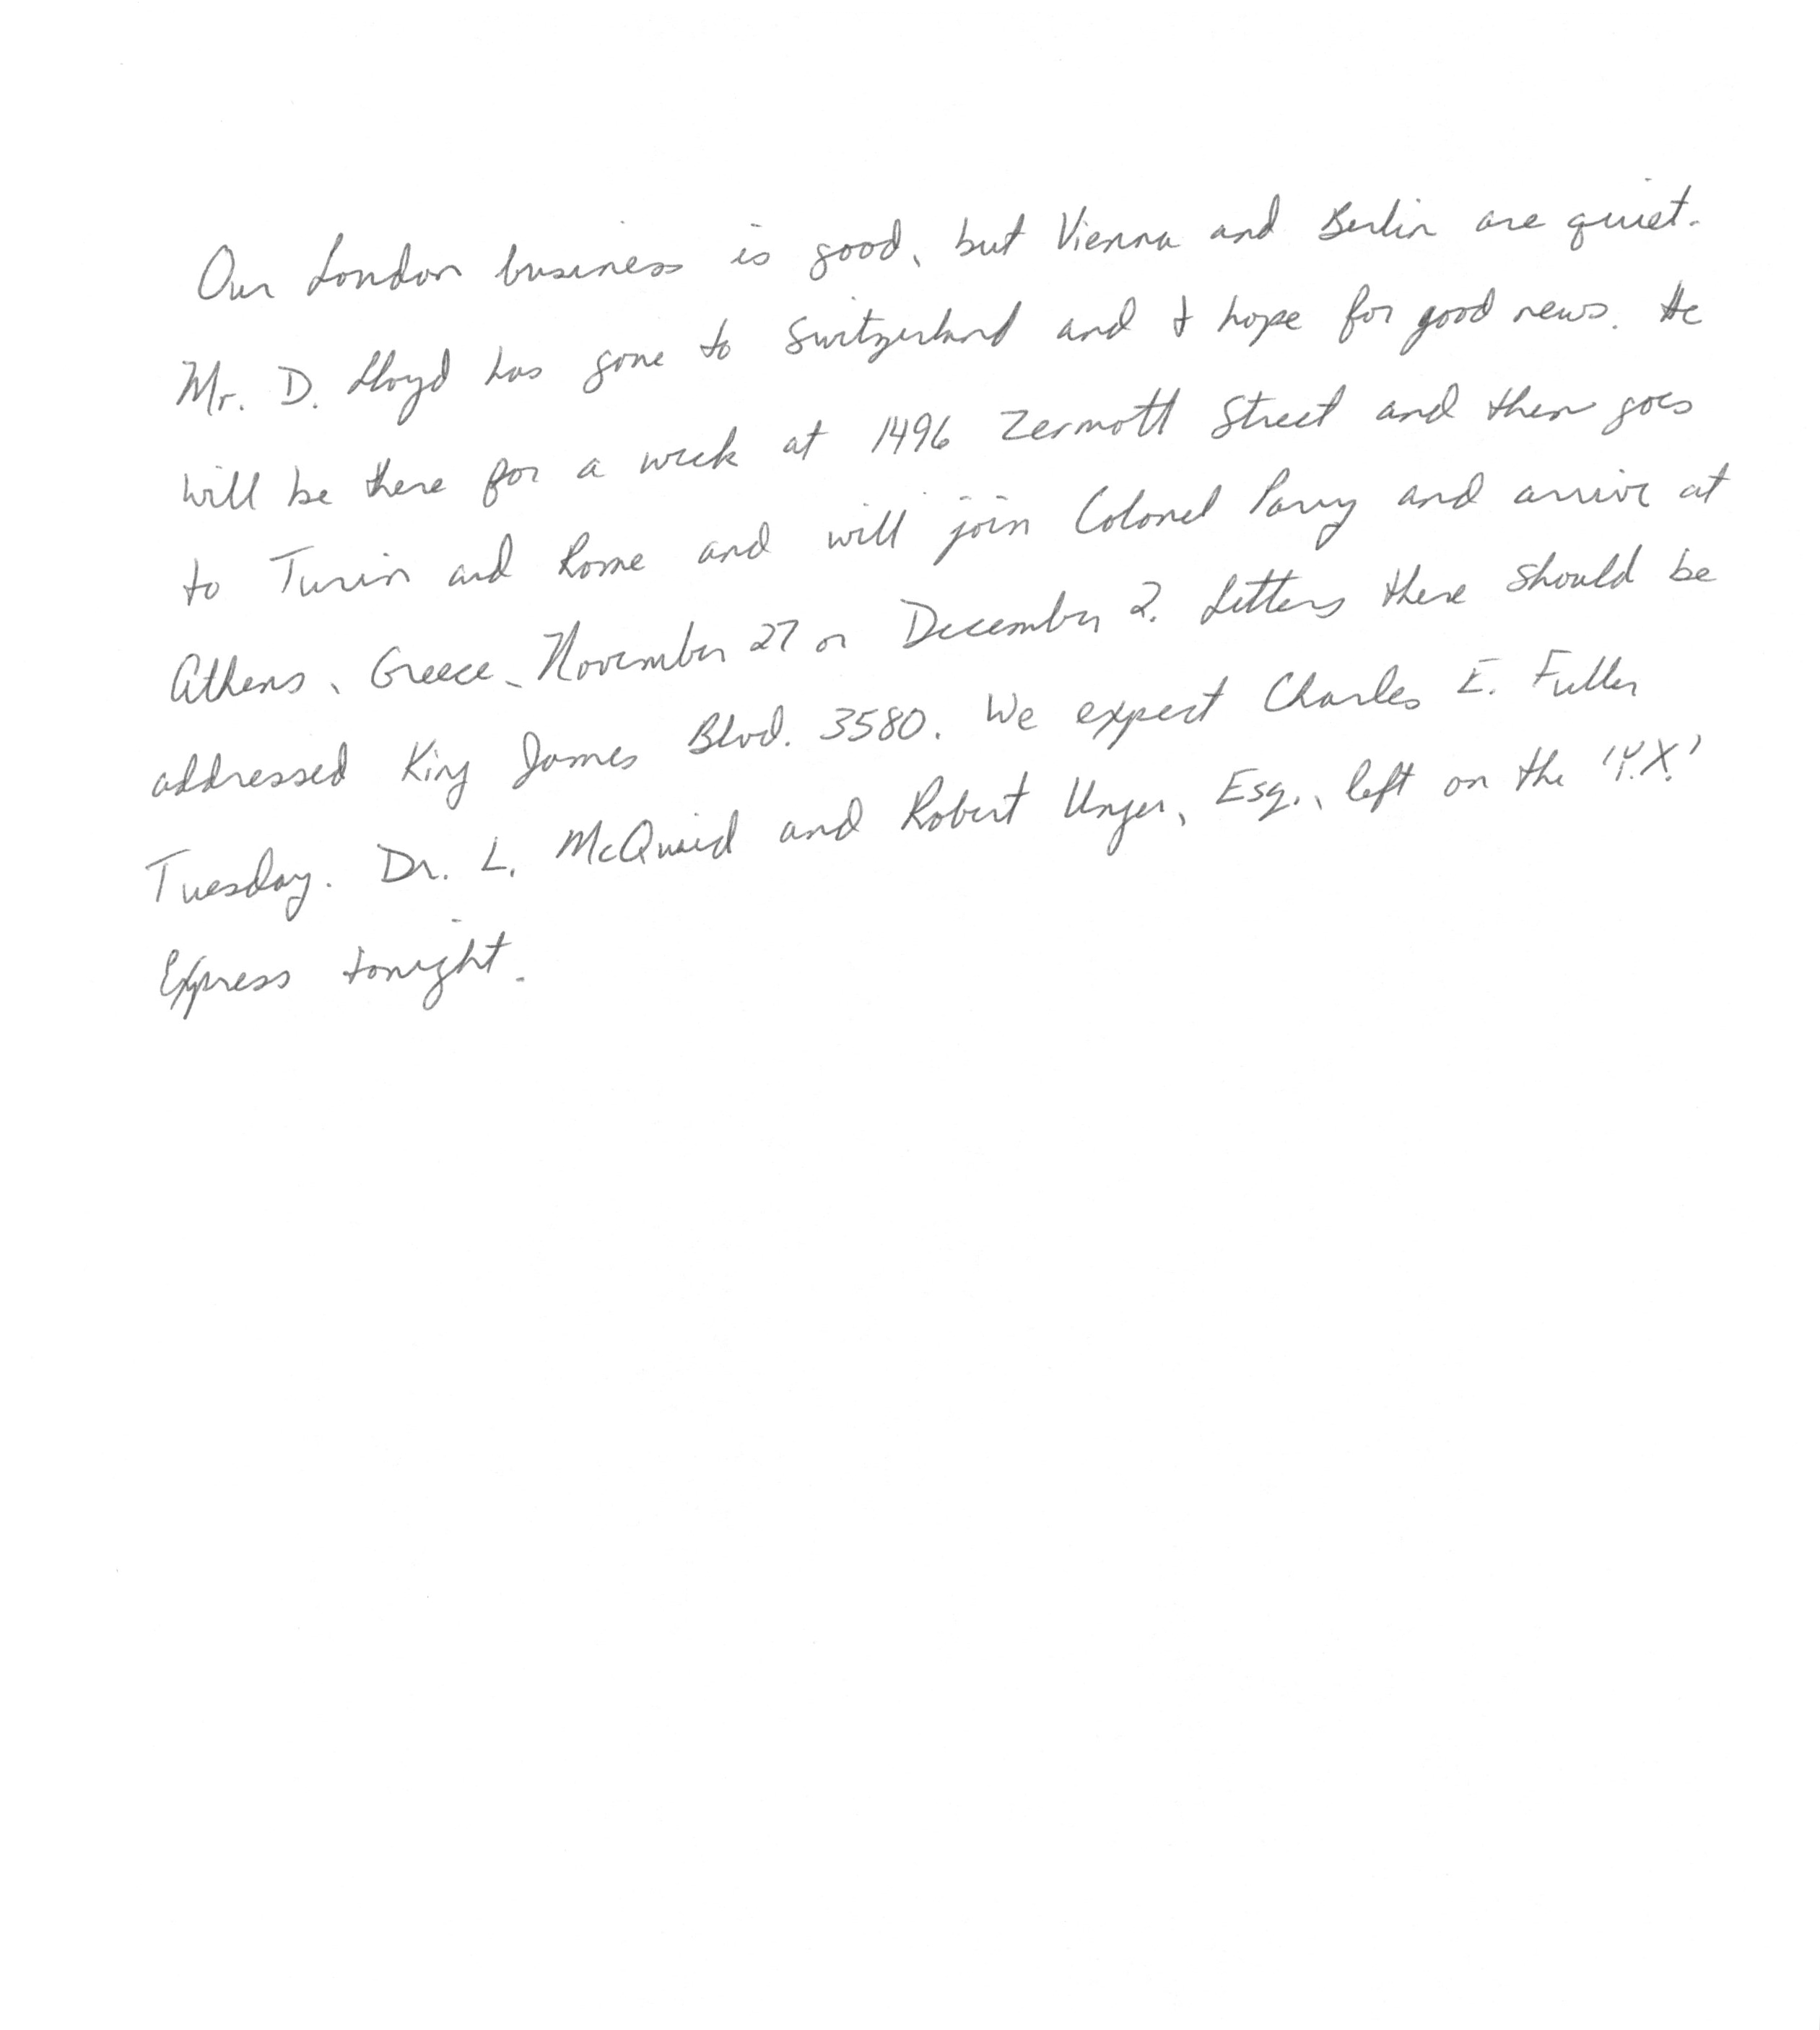 Our London business is good, but Vienna and Berlin are quiet.
Mr. D. Lloyd has gone to Switzerland and I hope for good news. He
will be there for a week at 1496 Zermott Street and then goes
to Turin and Rome and will join Colonel Parry and arrive at
Athens, Greece, November 27 or December 2. Letters there should be
addressed King James Blvd. 3580. We expect Charles E. Fuller
Tuesday. Dr. L. McQuaid and Robert Unger, Esq., left on the 'Y.X.'
Express tonight.